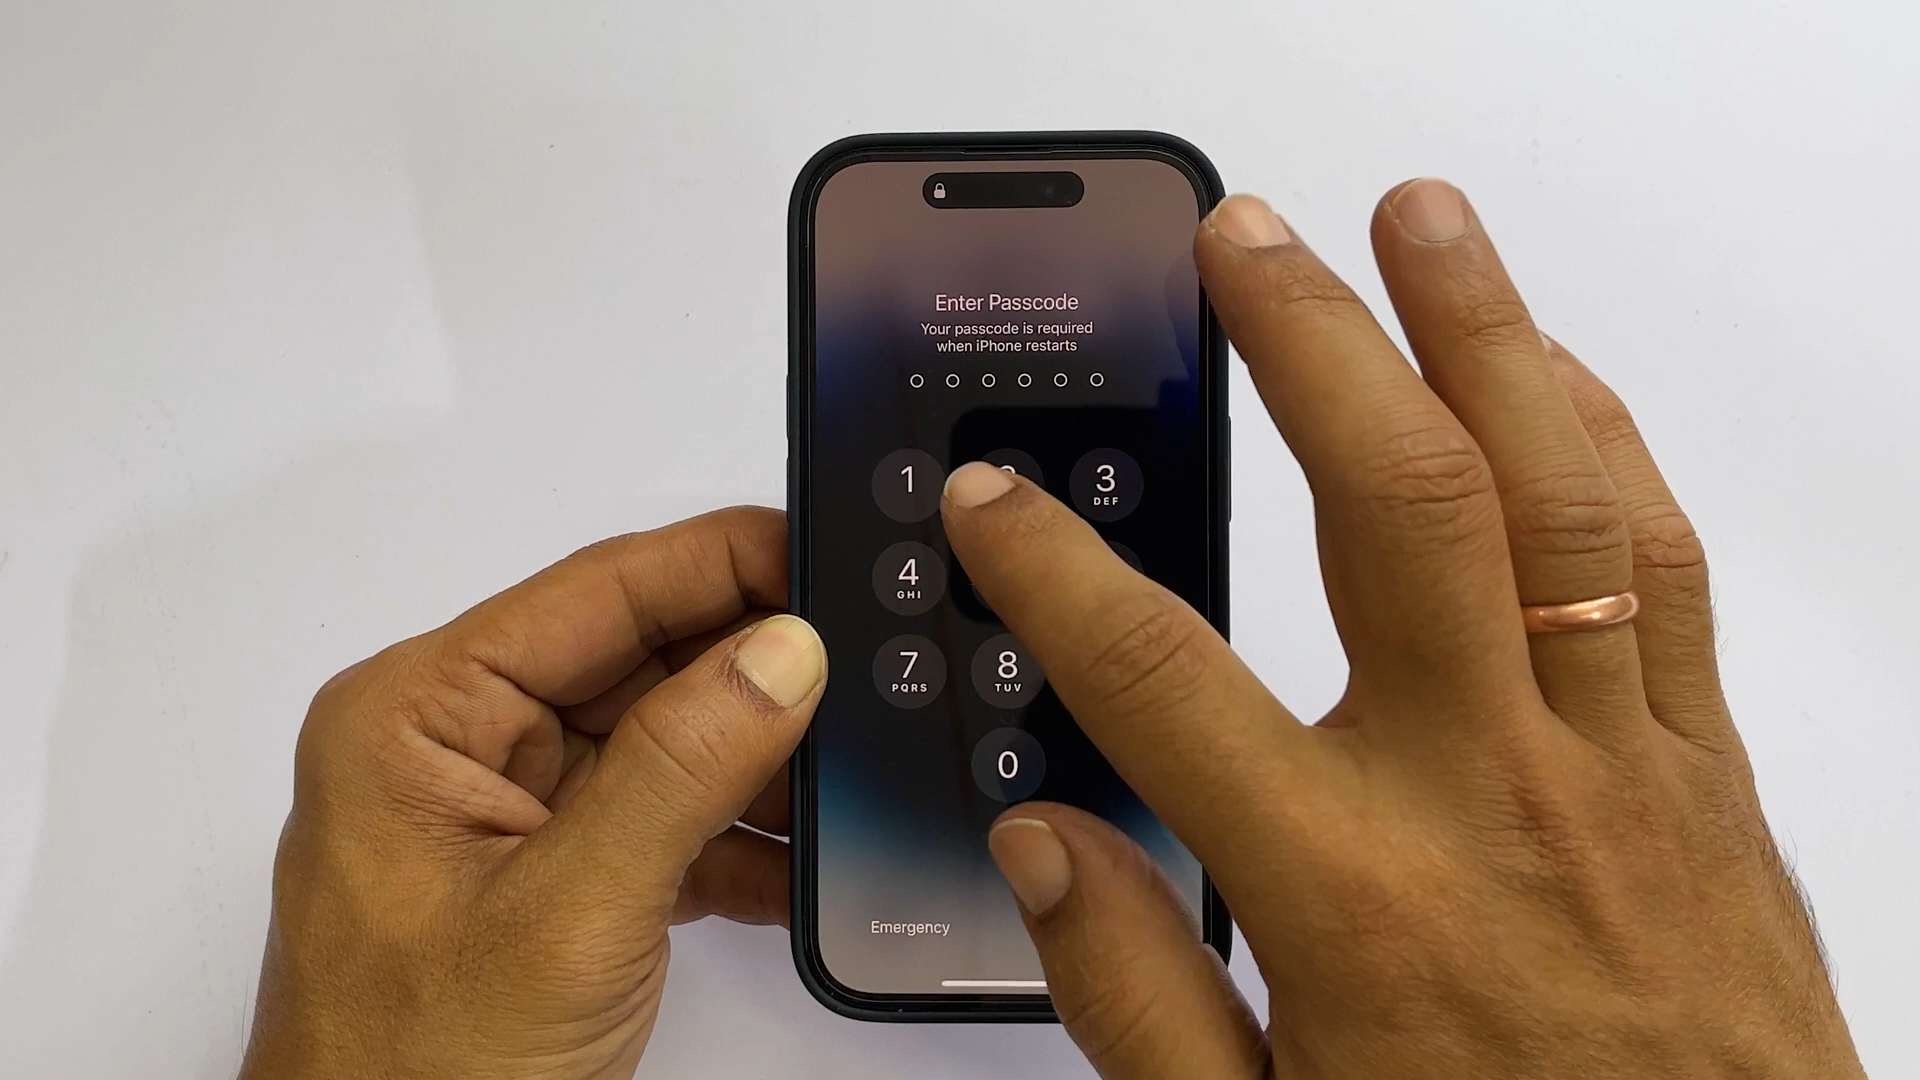 Enter Passcode
Your passcode is required
when iPhone restarts
1
3
DEF
4
GHI
7
PQRS
8
TUV
0
Emergency